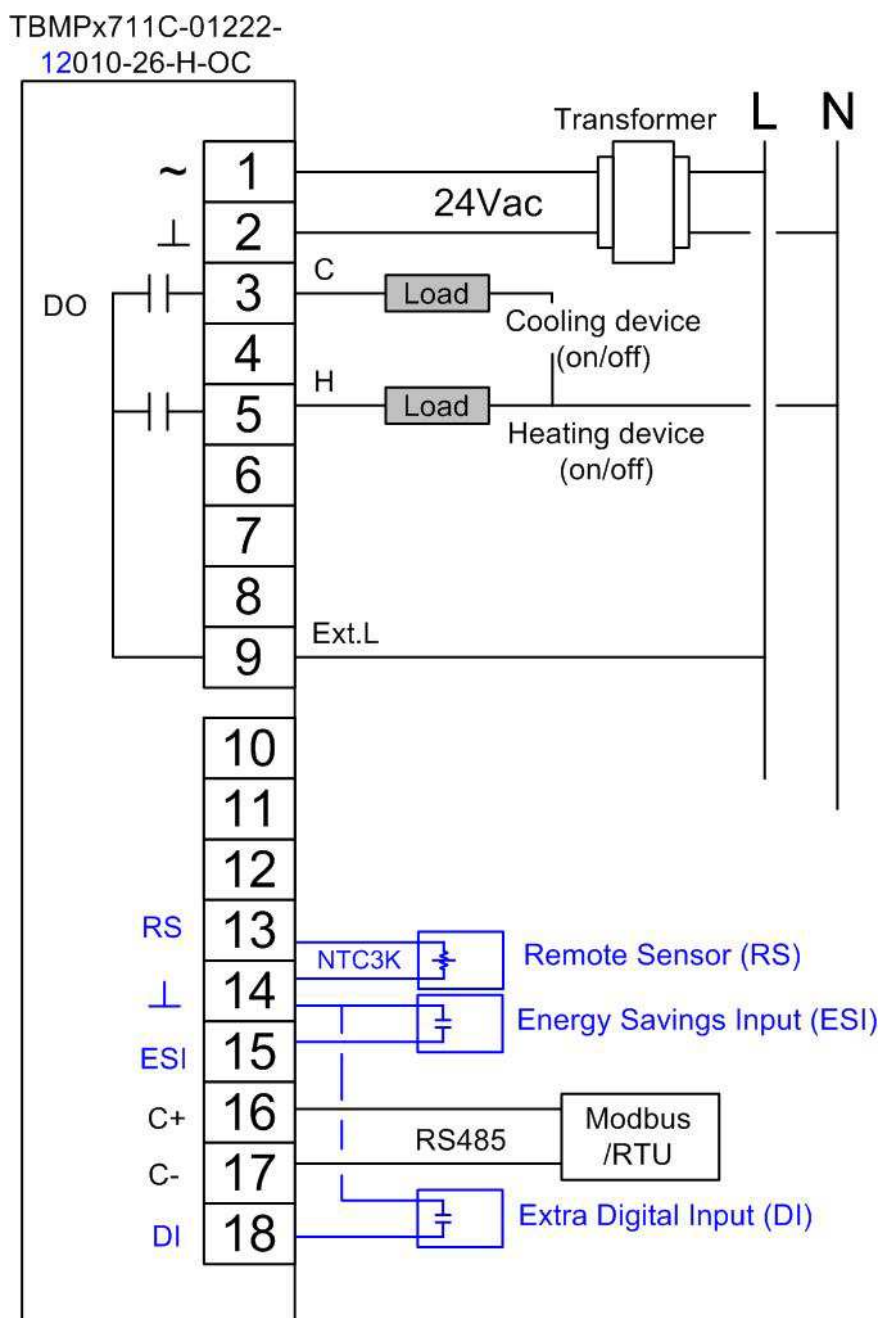 TBMPx711C-01222-
12010-26-H-OC
Transformer
L
N
~
1
24Vac
⊥
2
DO
3
C
Load
Cooling device
(on/off)
4
5
H
Load
Heating device
(on/off)
6
7
8
9
Ext.L
10
11
12
RS
13
NTC3K
Remote Sensor (RS)
⊥
14
Energy Savings Input (ESI)
ESI
15
C+
16
RS485
Modbus
/RTU
C-
17
DI
18
Extra Digital Input (DI)